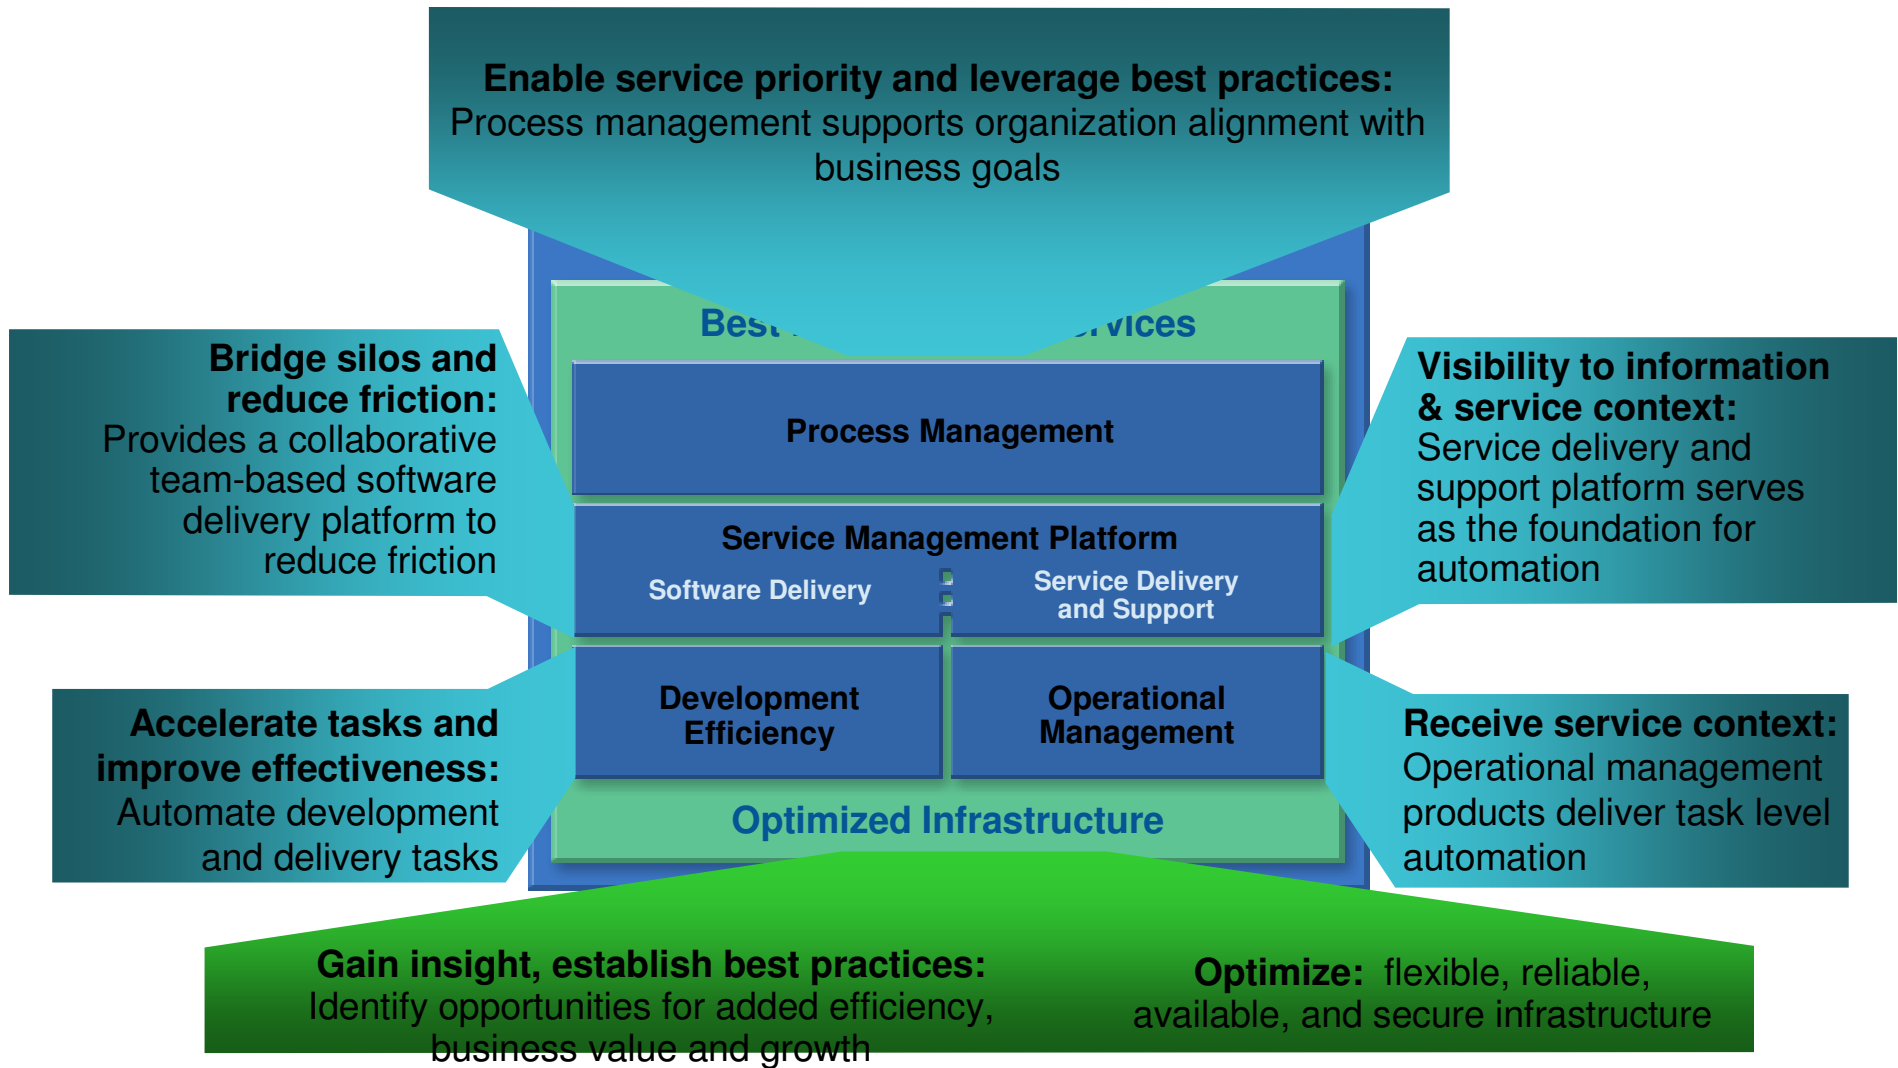 Enable service priority and leverage best practices:
Process management supports organization alignment with
business goals
Best
Bridge silos and
reduce friction:
Provides a collaborative
team-based software
delivery platform to
reduce friction
Visibility to information
& service context:
Service delivery and
support platform serves
as the foundation for
automation
Process Management
Service Management Platform
Software Delivery
Service Delivery
and Support
Development
Efficiency
Operational
Management
Accelerate tasks and
improve effectiveness:
Automate development
and delivery tasks
Receive service context:
Operational management
products deliver task level
automation
Optimized Infrastructure
Gain insight, establish best practices:
Identify opportunities for added efficiency,
business value and growth
Optimize: flexible, reliable,
available, and secure infrastructure